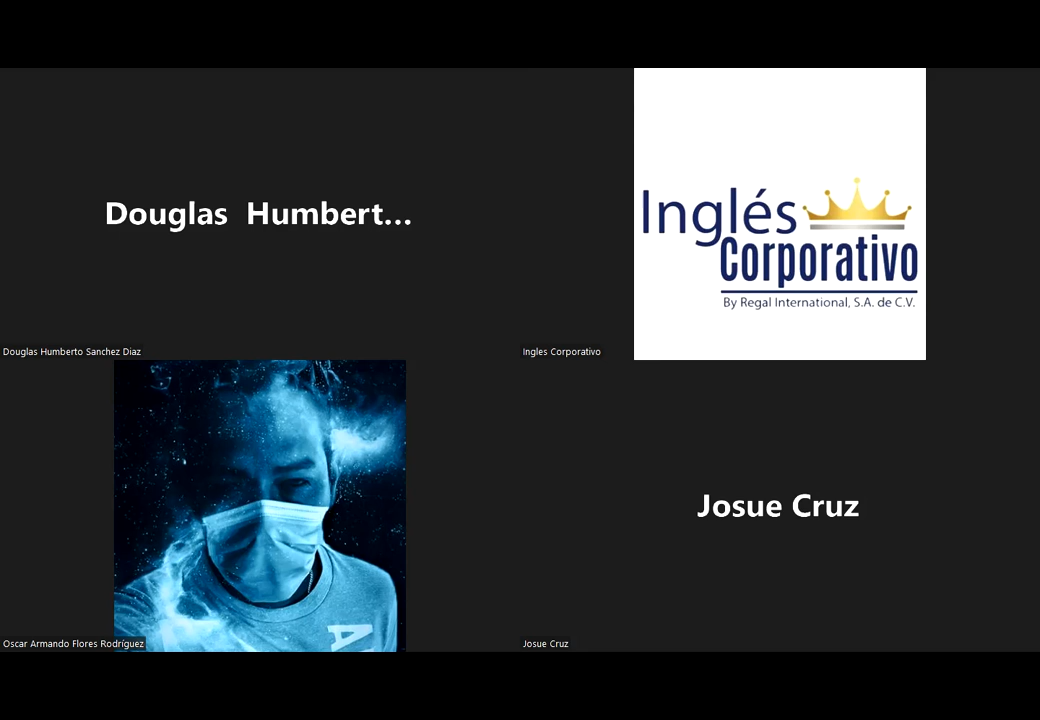 Douglas Humbert...
Inglés
Corporativo
By Regal International, S.A. de C.V.
Douglas Humberto Sanchez Diaz
Ingles Corporativo
Josue Cruz
A
Oscar Armando Flores Rodríguez
Josue Cruz